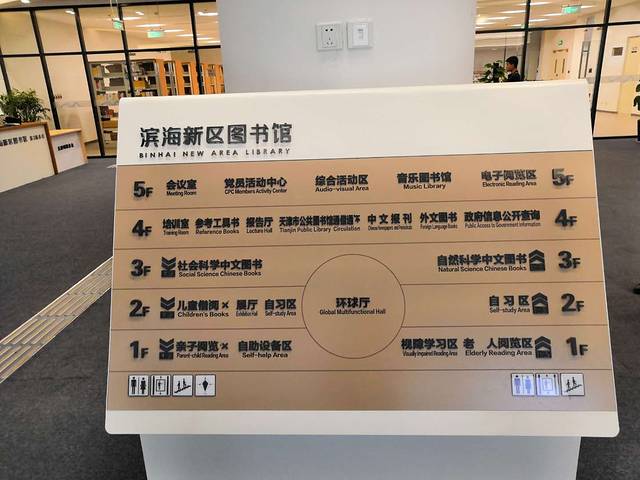 滨海新区图书馆
BINHAI NEW AREA LIBRARY
5F 会议室 党员活动中心 综合活动区 音乐图书馆 电子阅览区 5F
Meeting Room CPC Members Activity Center Audio-visual Area Music Library Electronic Reading Area
4F 培训室 参考工具书 报告厅 天津市公共图书馆通借通还 中文报刊 外文图书 政府信息公开查询 4F
Training Room Reference Books Lecture Hall Tianjin Public Library Circulation Chinese Newspapers and Periodicals Foreign Language Books Public Access to Government Information
3F 社会科学中文图书 自然科学中文图书 3F
Social Science Chinese Books Natural Science Chinese Books
2F 儿童借阅区 展厅 自习区 环球厅 自习区 2F
Children's Books Exhibition Hall Self-study Area Global Multifunctional Hall Self-study Area
1F 亲子阅览区 自助设备区 视障学习区 老 人阅览区 1F
Parent-child Reading Area Self-help Area Visually Impaired Reading Area Elderly Reading Area